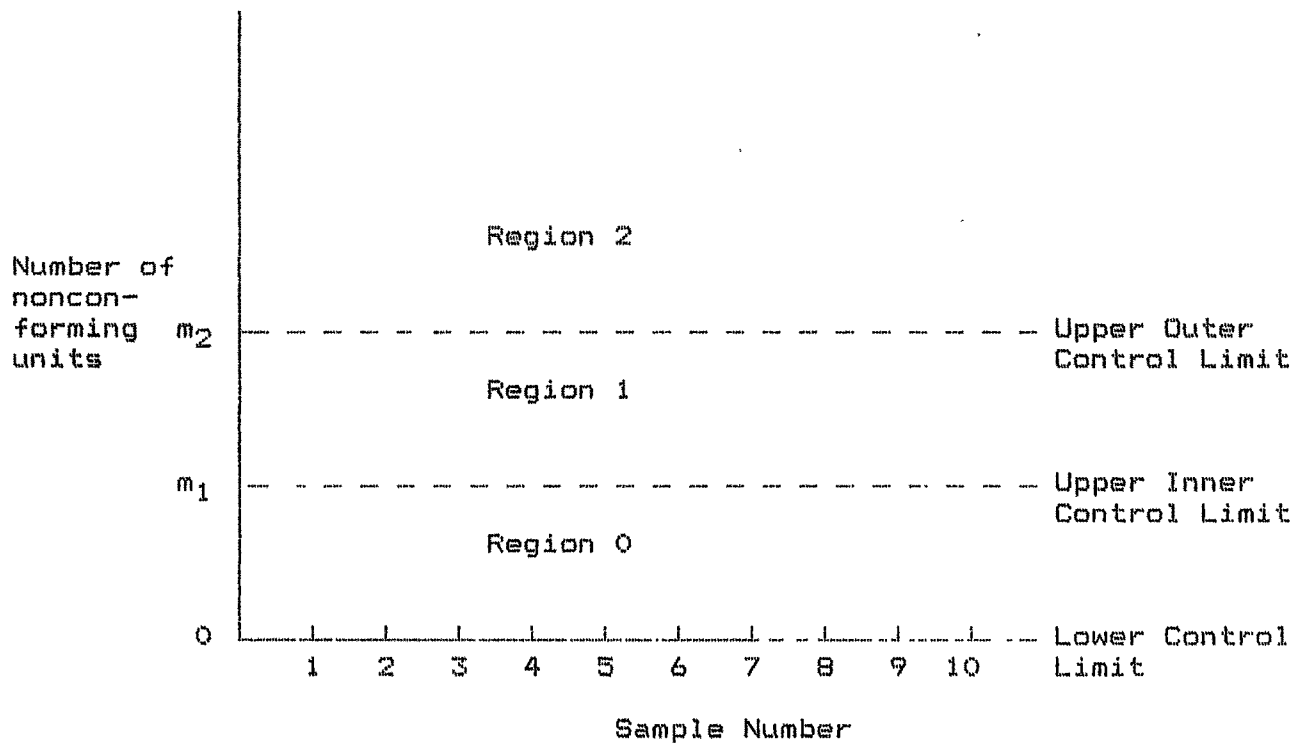 Region 2
Number of
noncon-
forming m2
units
Upper Outer
Control Limit
Region 1
m1
Upper Inner
Control Limit
Region 0
0
Lower Control
Limit
1 2 3 4 5 6 7 8 9 10
Sample Number